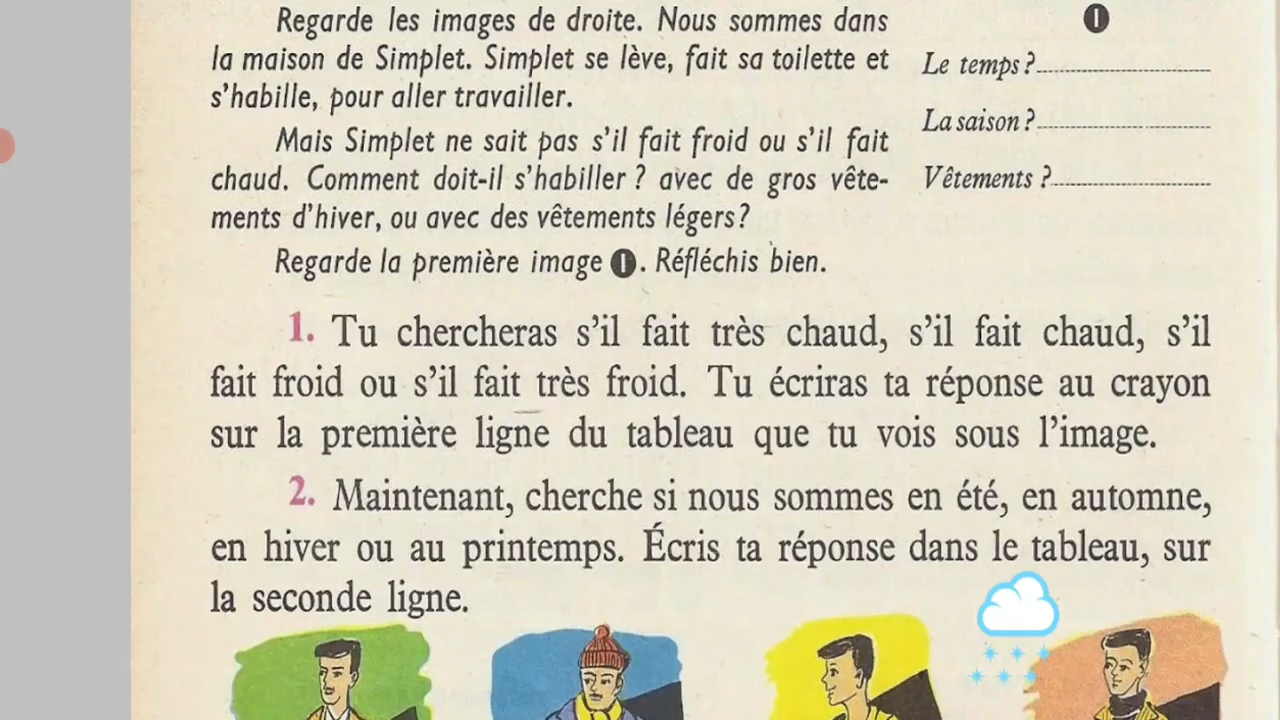 Regarde les images de droite. Nous sommes dans
la maison de Simplet. Simplet se lève, fait sa toilette et
s'habille, pour aller travailler.
Mais Simplet ne sait pas s'il fait froid ou s'il fait
chaud. Comment doit-il s'habiller ? avec de gros vête-
ments d'hiver, ou avec des vêtements légers ?
Regarde la première image 1. Réfléchis bien.
1
Le temps ?
La saison ?
Vêtements ?
1. Tu chercheras s'il fait très chaud, s'il fait chaud, s'il
fait froid ou s'il fait très froid. Tu écriras ta réponse au crayon
sur la première ligne du tableau que tu vois sous l'image.
2. Maintenant, cherche si nous sommes en été, en automne,
en hiver ou au printemps. Écris ta réponse dans le tableau, sur
la seconde ligne.